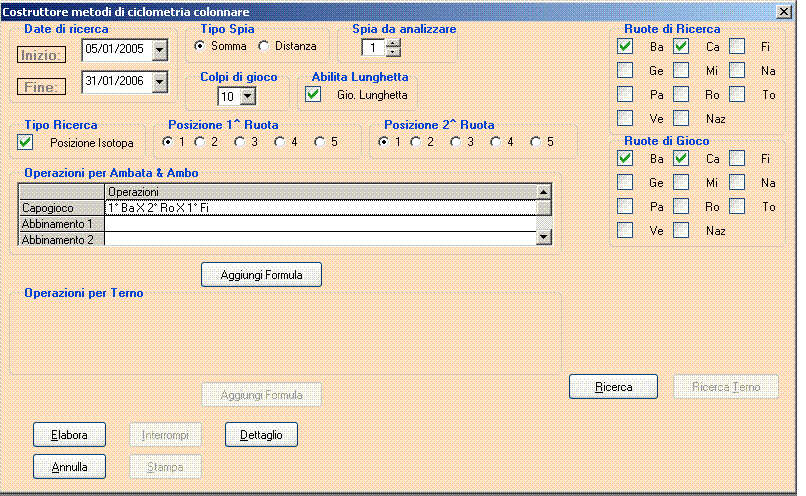 Costruttore metodi di ciclometria colonnare
Date di ricerca
Inizio: 05/01/2005
Fine: 31/01/2006
Tipo Spia
Somma Distanza
Spia da analizzare
1
Colpi di gioco
10
Abilita Lunghetta
Gio. Lunghetta
Ruote di Ricerca
Ba Ca Fi
Ge Mi Na
Pa Ro To
Ve Naz
Tipo Ricerca
Posizione Isotopa
Posizione 1^ Ruota
1 2 3 4 5
Posizione 2^ Ruota
1 2 3 4 5
Ruote di Gioco
Ba Ca Fi
Ge Mi Na
Pa Ro To
Ve Naz
Operazioni per Ambata & Ambo
Operazioni
Capogioco 1° Ba X 2° Ro X 1° Fi
Abbinamento 1
Abbinamento 2
Aggiungi Formula
Operazioni per Terno
Aggiungi Formula
Ricerca Ricerca Terno
Elabora Interrompi Dettaglio
Annulla Stampa